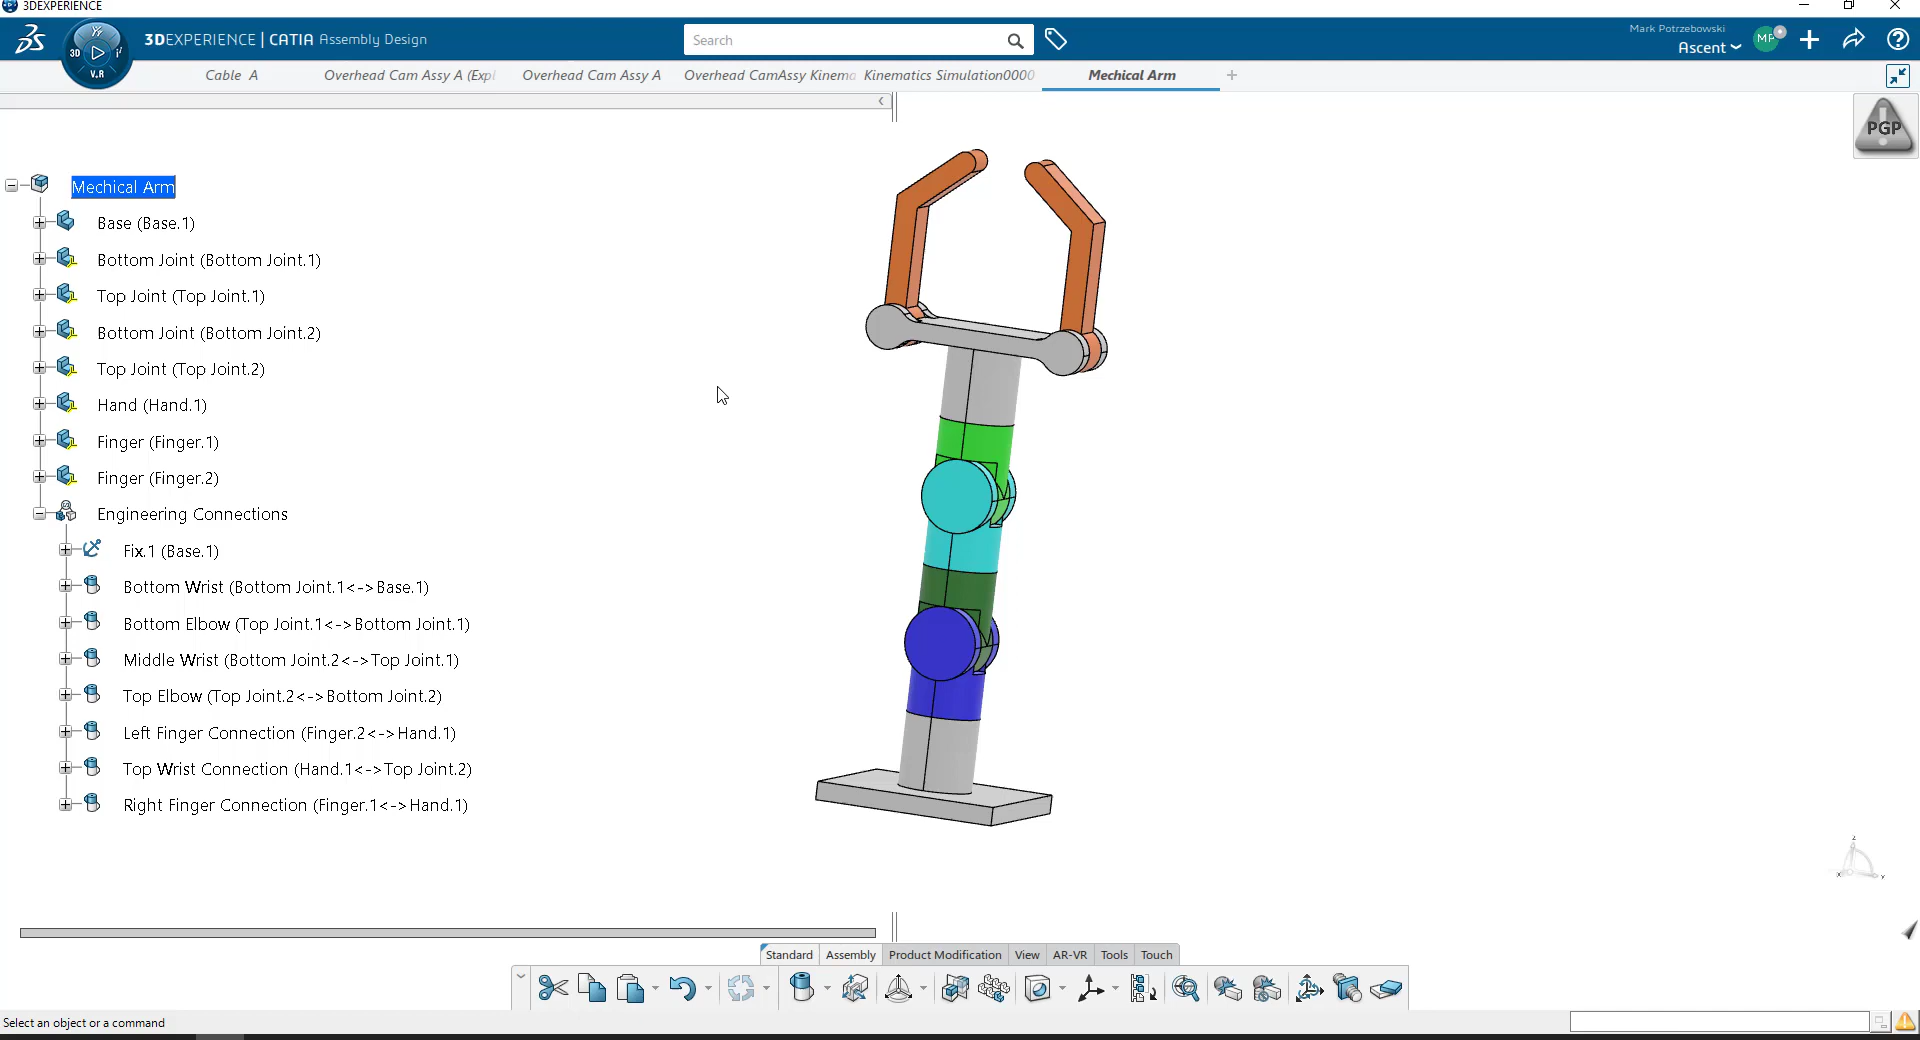 3DEXPERIENCE
3DEXPERIENCE | CATIA Assembly Design
Search
Mark Potrzebowski
Ascent
MP
3D
V.R
Cable A
Overhead Cam Assy A (Expl
Overhead Cam Assy A
Overhead CamAssy Kinema
Kinematics Simulation0000
Mechical Arm
PGP
Mechical Arm
Base (Base.1)
Bottom Joint (Bottom Joint.1)
Top Joint (Top Joint.1)
Bottom Joint (Bottom Joint.2)
Top Joint (Top Joint.2)
Hand (Hand.1)
Finger (Finger.1)
Finger (Finger.2)
Engineering Connections
Fix.1 (Base.1)
Bottom Wrist (Bottom Joint.1<->Base.1)
Bottom Elbow (Top Joint.1<->Bottom Joint.1)
Middle Wrist (Bottom Joint.2<->Top Joint.1)
Top Elbow (Top Joint.2<->Bottom Joint.2)
Left Finger Connection (Finger.2<->Hand.1)
Top Wrist Connection (Hand.1<->Top Joint.2)
Right Finger Connection (Finger.1<->Hand.1)
z
x
y
Standard
Assembly
Product Modification
View
AR-VR
Tools
Touch
Select an object or a command